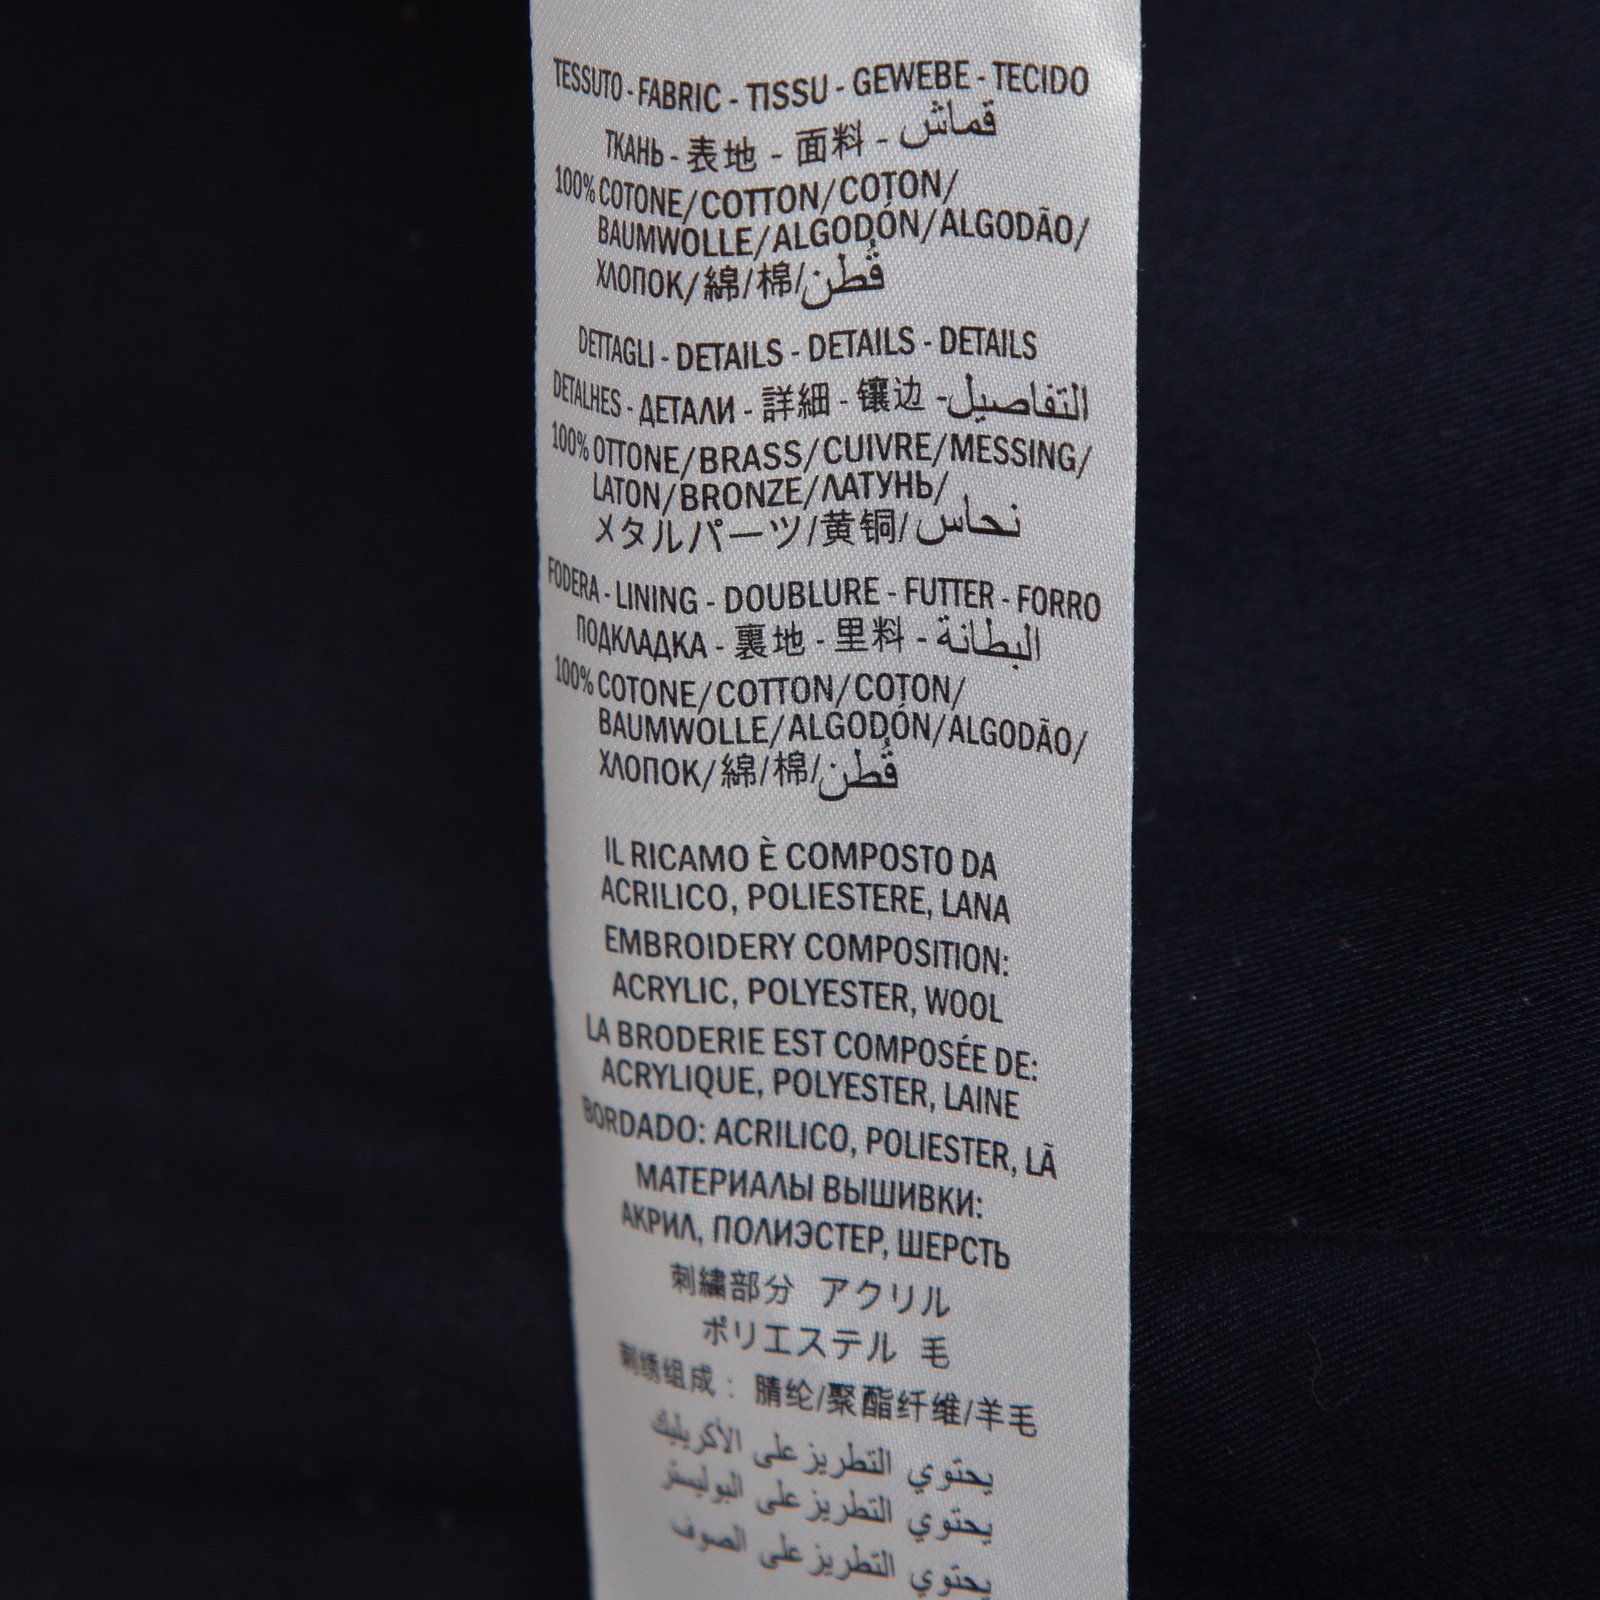 TESSUTO - FABRIC - TISSU - GEWEBE - TECIDO
ТКАНЬ - 表地 - 面料 - قماش
100% COTONE/COTTON/COTON/
BAUMWOLLE/ALGODÓN/ALGODÃO/
ХЛОПОК/綿/棉/قُطن
DETTAGLI - DETAILS - DETAILS - DETAILS
DETALHES - ДЕТАЛИ - 詳細 - 镶边 - التفاصيل
100% OTTONE/BRASS/CUIVRE/MESSING/
LATON/BRONZE/ЛАТУНЬ/
メタルパーツ/黄铜/نحاس
FODERA - LINING - DOUBLURE - FUTTER - FORRO
ПОДКЛАДКА - 裏地 - 里料 - البطانة
100% COTONE/COTTON/COTON/
BAUMWOLLE/ALGODÓN/ALGODÃO/
ХЛОПОК/綿/棉/قُطن
IL RICAMO È COMPOSTO DA
ACRILICO, POLIESTERE, LANA
EMBROIDERY COMPOSITION:
ACRYLIC, POLYESTER, WOOL
LA BRODERIE EST COMPOSÉE DE:
ACRYLIQUE, POLYESTER, LAINE
BORDADO: ACRILICO, POLIESTER, LÃ
МАТЕРИАЛЫ ВЫШИВКИ:
АКРИЛ, ПОЛИЭСТЕР, ШЕРСТЬ
刺繍部分 アクリル
ポリエステル 毛
刺绣组成： 腈纶/聚酯纤维/羊毛
يحتوي التطريز على الأكريليك
يحتوي التطريز على البوليستر
يحتوي التطريز على الصوف